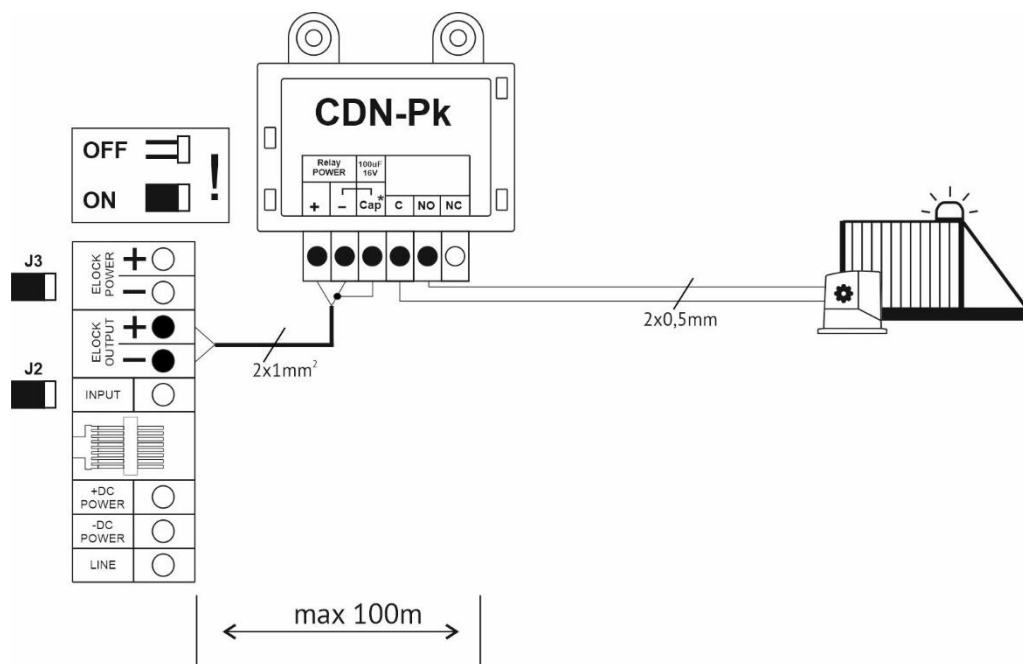 CDN-Pk
Relay POWER
100uF 16V
+ − Cap* C NO NC
OFF
ON
!
J3
ELOCK POWER
+
−
ELOCK OUTPUT
+
−
J2
INPUT
+DC POWER
-DC POWER
LINE
2x1mm²
2x0,5mm
max 100m